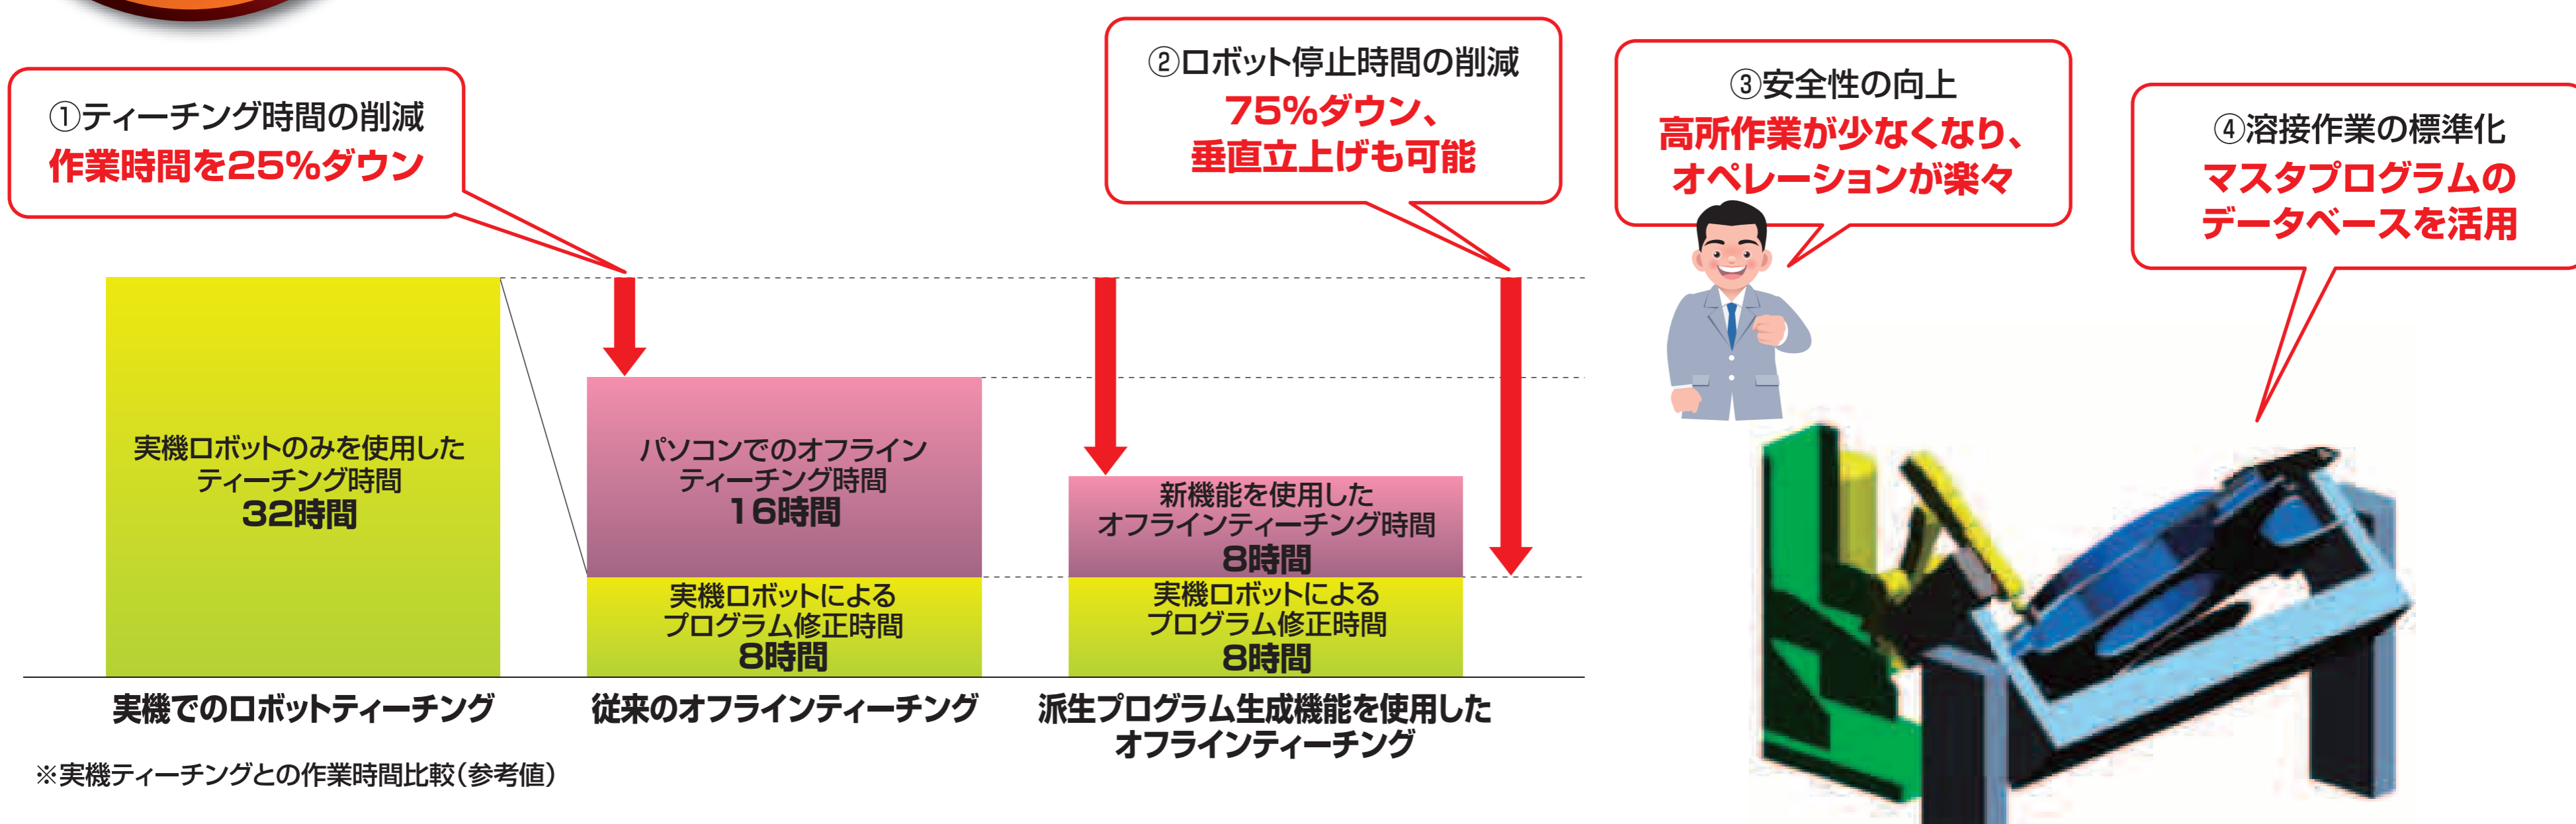 ①ティーチング時間の削減
作業時間を25%ダウン
②ロボット停止時間の削減
75%ダウン、
垂直立上げも可能
③安全性の向上
高所作業が少なくなり、
オペレーションが楽々
④溶接作業の標準化
マスタプログラムの
データベースを活用
実機ロボットのみを使用した
ティーチング時間
32時間
パソコンでのオフライン
ティーチング時間
16時間
実機ロボットによる
プログラム修正時間
8時間
新機能を使用した
オフラインティーチング時間
8時間
実機ロボットによる
プログラム修正時間
8時間
実機でのロボットティーチング
従来のオフラインティーチング
派生プログラム生成機能を使用した
オフラインティーチング
※実機ティーチングとの作業時間比較(参考値)